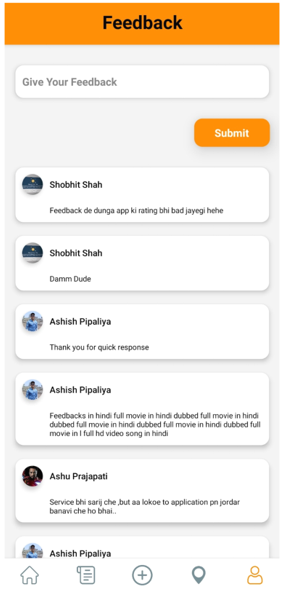 Feedback
Give Your Feedback
Submit
Shobhit Shah
Feedback de dunga app ki rating bhi bad jayegi hehe
Shobhit Shah
Damm Dude
Ashish Pipaliya
Thank you for quick response
Ashish Pipaliya
Feedbacks in hindi full movie in hindi dubbed full movie in hindi
dubbed full movie in hindi dubbed full movie in hindi dubbed full
movie in l full hd video song in hindi
Ashu Prajapati
Service bhi sarij che ,but aa lokoe to application pn jordar
banavi che ho bhai..
Ashish Pipaliya